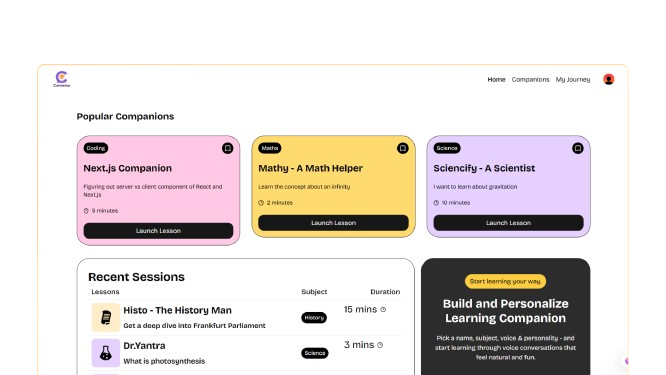 Converso
Home Companions My Journey
Popular Companions
Coding
Next.js Companion
Figuring out server vs client component of React and
Next.js
5 minutes
Launch Lesson
Maths
Mathy - A Math Helper
Learn the concept about an infinity
2 minutes
Launch Lesson
Science
Sciencify - A Scientist
I want to learn about gravitation
10 minutes
Launch Lesson
Recent Sessions
Lessons Subject Duration
Histo - The History Man
Get a deep dive into Frankfurt Parliament
History
15 mins
Dr.Yantra
What is photosynthesis
Science
3 mins
Start learning your way.
Build and Personalize
Learning Companion
Pick a name, subject, voice & personality - and
start learning through voice conversations that
feel natural and fun.